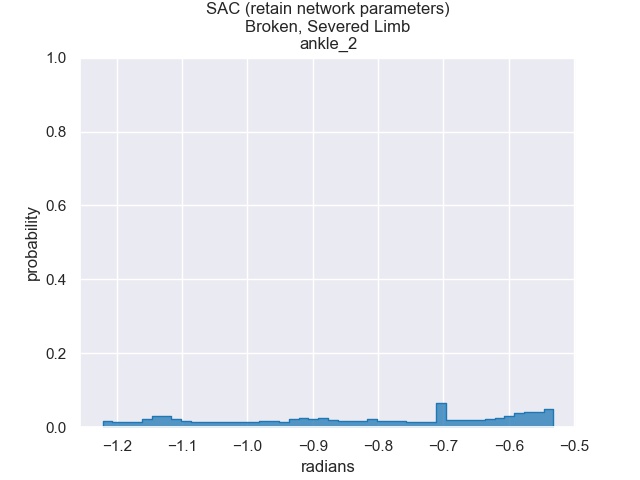 SAC (retain network parameters)
Broken, Severed Limb
ankle_2
1.0
0.8
0.6
0.4
0.2
0.0
probability
−1.2 −1.1 −1.0 −0.9 −0.8 −0.7 −0.6 −0.5
radians